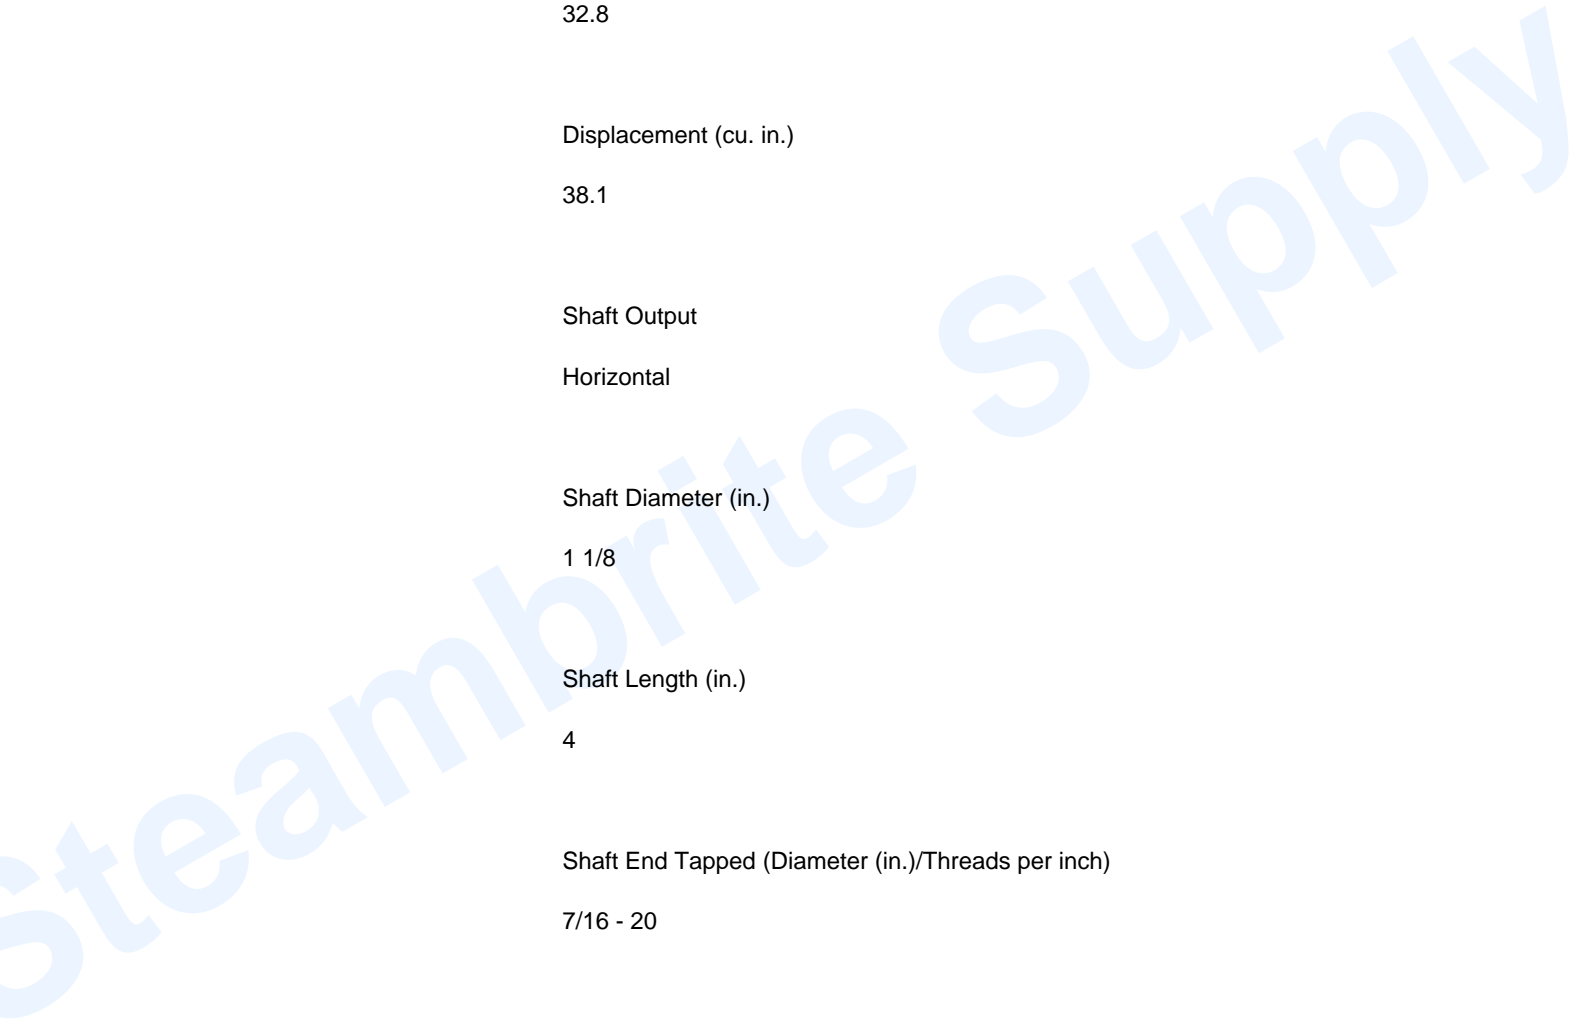 32.8
Displacement (cu. in.)
38.1
Shaft Output
Horizontal
Shaft Diameter (in.)
1 1/8
Shaft Length (in.)
4
Shaft End Tapped (Diameter (in.)/Threads per inch)
7/16 - 20
Steambrite Supply